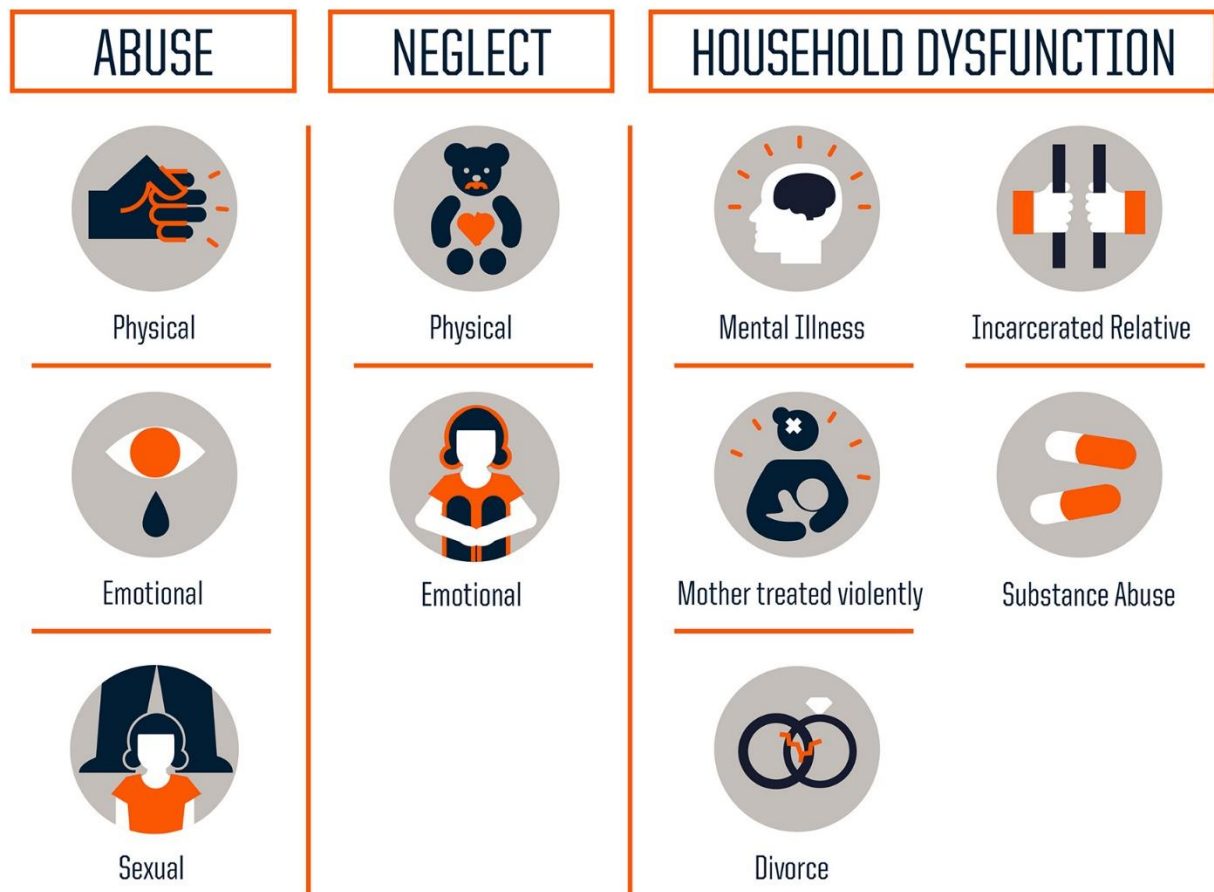 ABUSE
NEGLECT
HOUSEHOLD DYSFUNCTION
Physical
Emotional
Sexual
Physical
Emotional
Mental Illness
Incarcerated Relative
Mother treated violently
Substance Abuse
Divorce